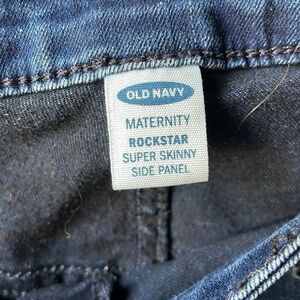 OLD NAVY
MATERNITY
ROCKSTAR
SUPER SKINNY
SIDE PANEL